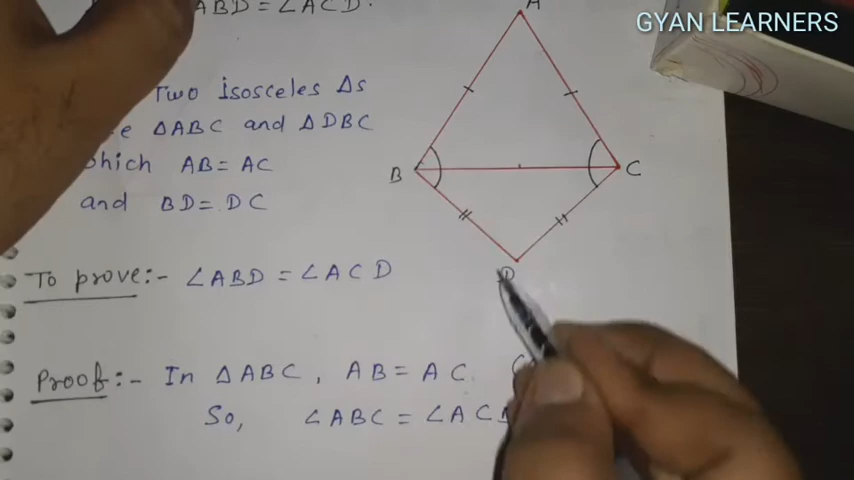 ABD = ∠ACD.
A
GYAN LEARNERS
Two isosceles Δs
ΔABC and ΔDBC
which AB = AC
and BD = DC
B
C
D
To prove:- ∠ABD = ∠ACD
Proof:- In ΔABC, AB = AC
So, ∠ABC = ∠AC